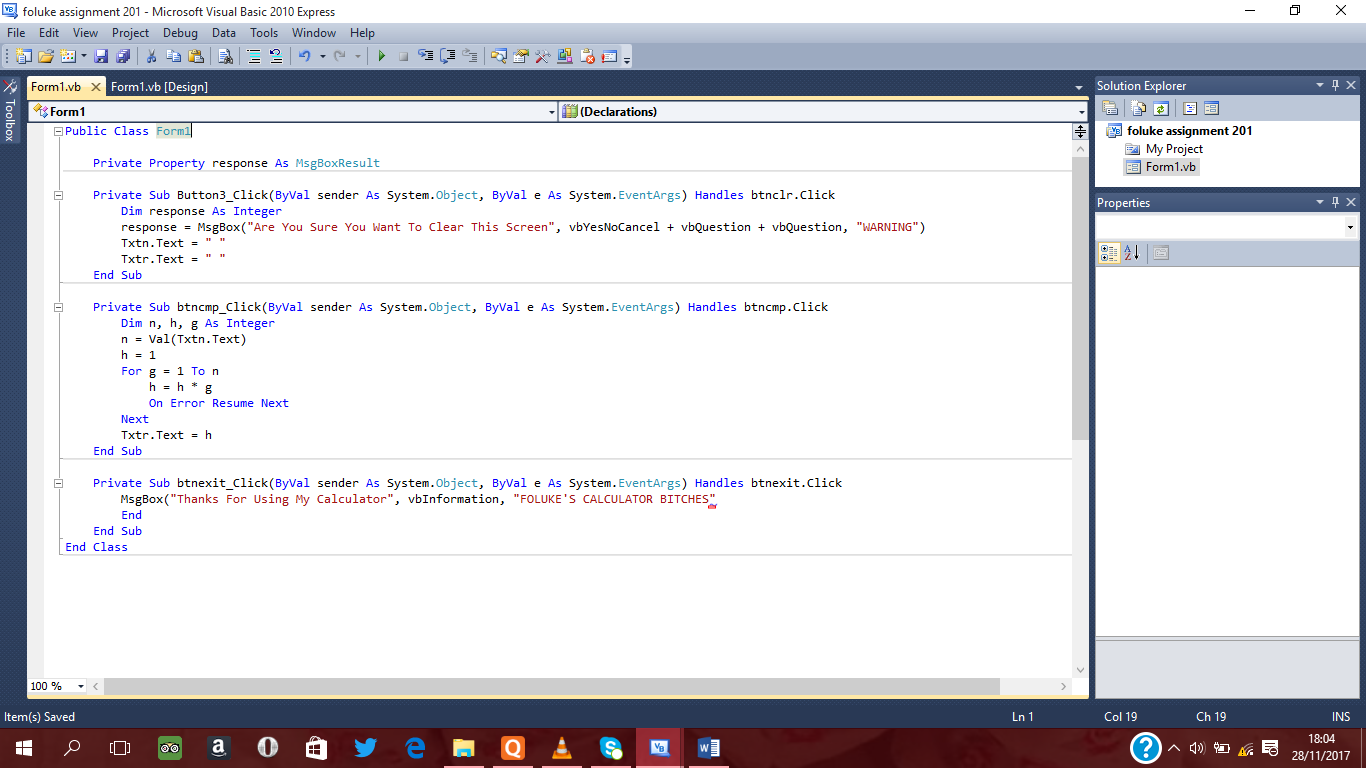 foluke assignment 201 - Microsoft Visual Basic 2010 Express
File Edit View Project Debug Data Tools Window Help
Toolbox
Form1.vb Form1.vb [Design]
Form1 (Declarations)
Public Class Form1
Private Property response As MsgBoxResult
Private Sub Button3_Click(ByVal sender As System.Object, ByVal e As System.EventArgs) Handles btnclr.Click
Dim response As Integer
response = MsgBox("Are You Sure You Want To Clear This Screen", vbYesNoCancel + vbQuestion + vbQuestion, "WARNING")
Txtn.Text = " "
Txtr.Text = " "
End Sub
Private Sub btncmp_Click(ByVal sender As System.Object, ByVal e As System.EventArgs) Handles btncmp.Click
Dim n, h, g As Integer
n = Val(Txtn.Text)
h = 1
For g = 1 To n
h = h * g
On Error Resume Next
Next
Txtr.Text = h
End Sub
Private Sub btnexit_Click(ByVal sender As System.Object, ByVal e As System.EventArgs) Handles btnexit.Click
MsgBox("Thanks For Using My Calculator", vbInformation, "FOLUKE'S CALCULATOR BITCHES"
End
End Sub
End Class
100 %
Solution Explorer
foluke assignment 201
My Project
Form1.vb
Properties
Item(s) Saved Ln 1 Col 19 Ch 19 INS
18:04
28/11/2017